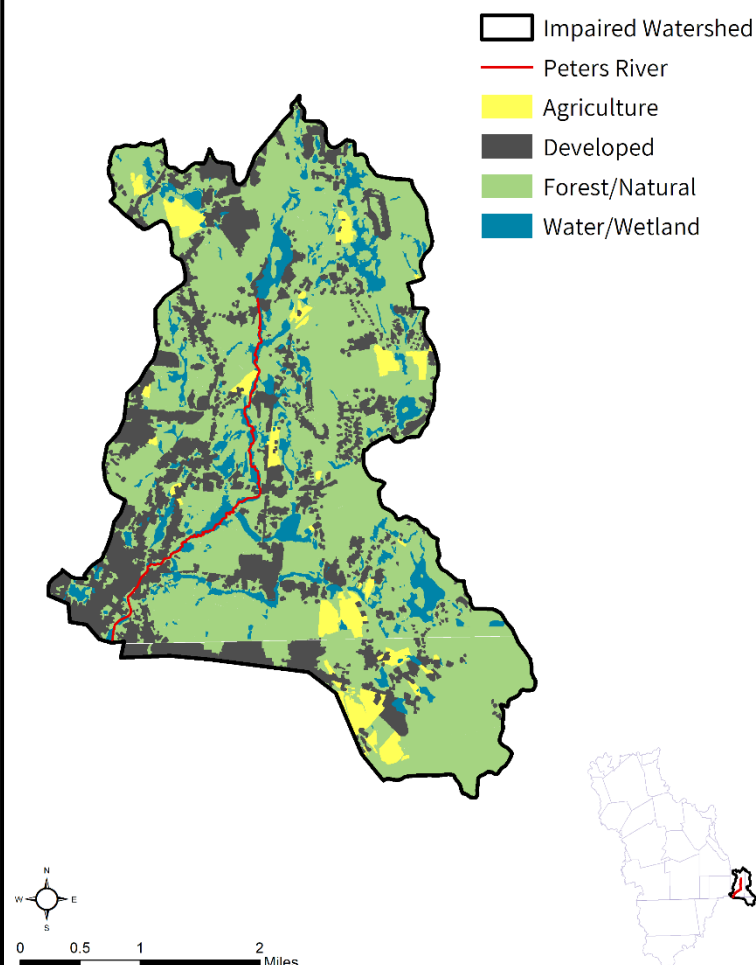 Impaired Watershed
Peters River
Agriculture
Developed
Forest/Natural
Water/Wetland
N
W E
S
0 0.5 1 2
Miles